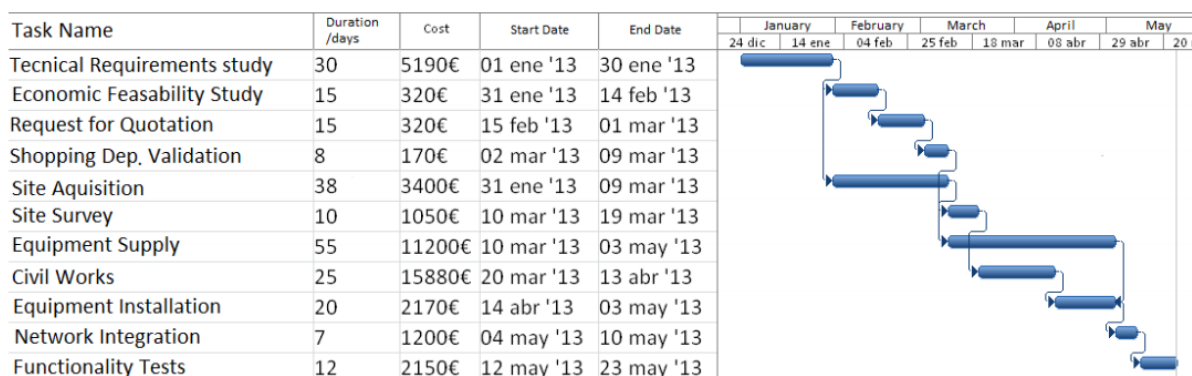 Task Name Duration /days Cost Start Date End Date January February March April May
24 dic 14 ene 04 feb 25 feb 18 mar 08 abr 29 abr 20
Tecnical Requirements study 30 5190€ 01 ene '13 30 ene '13
Economic Feasability Study 15 320€ 31 ene '13 14 feb '13
Request for Quotation 15 320€ 15 feb '13 01 mar '13
Shopping Dep. Validation 8 170€ 02 mar '13 09 mar '13
Site Aquisition 38 3400€ 31 ene '13 09 mar '13
Site Survey 10 1050€ 10 mar '13 19 mar '13
Equipment Supply 55 11200€ 10 mar '13 03 may '13
Civil Works 25 15880€ 20 mar '13 13 abr '13
Equipment Installation 20 2170€ 14 abr '13 03 may '13
Network Integration 7 1200€ 04 may '13 10 may '13
Functionality Tests 12 2150€ 12 may '13 23 may '13